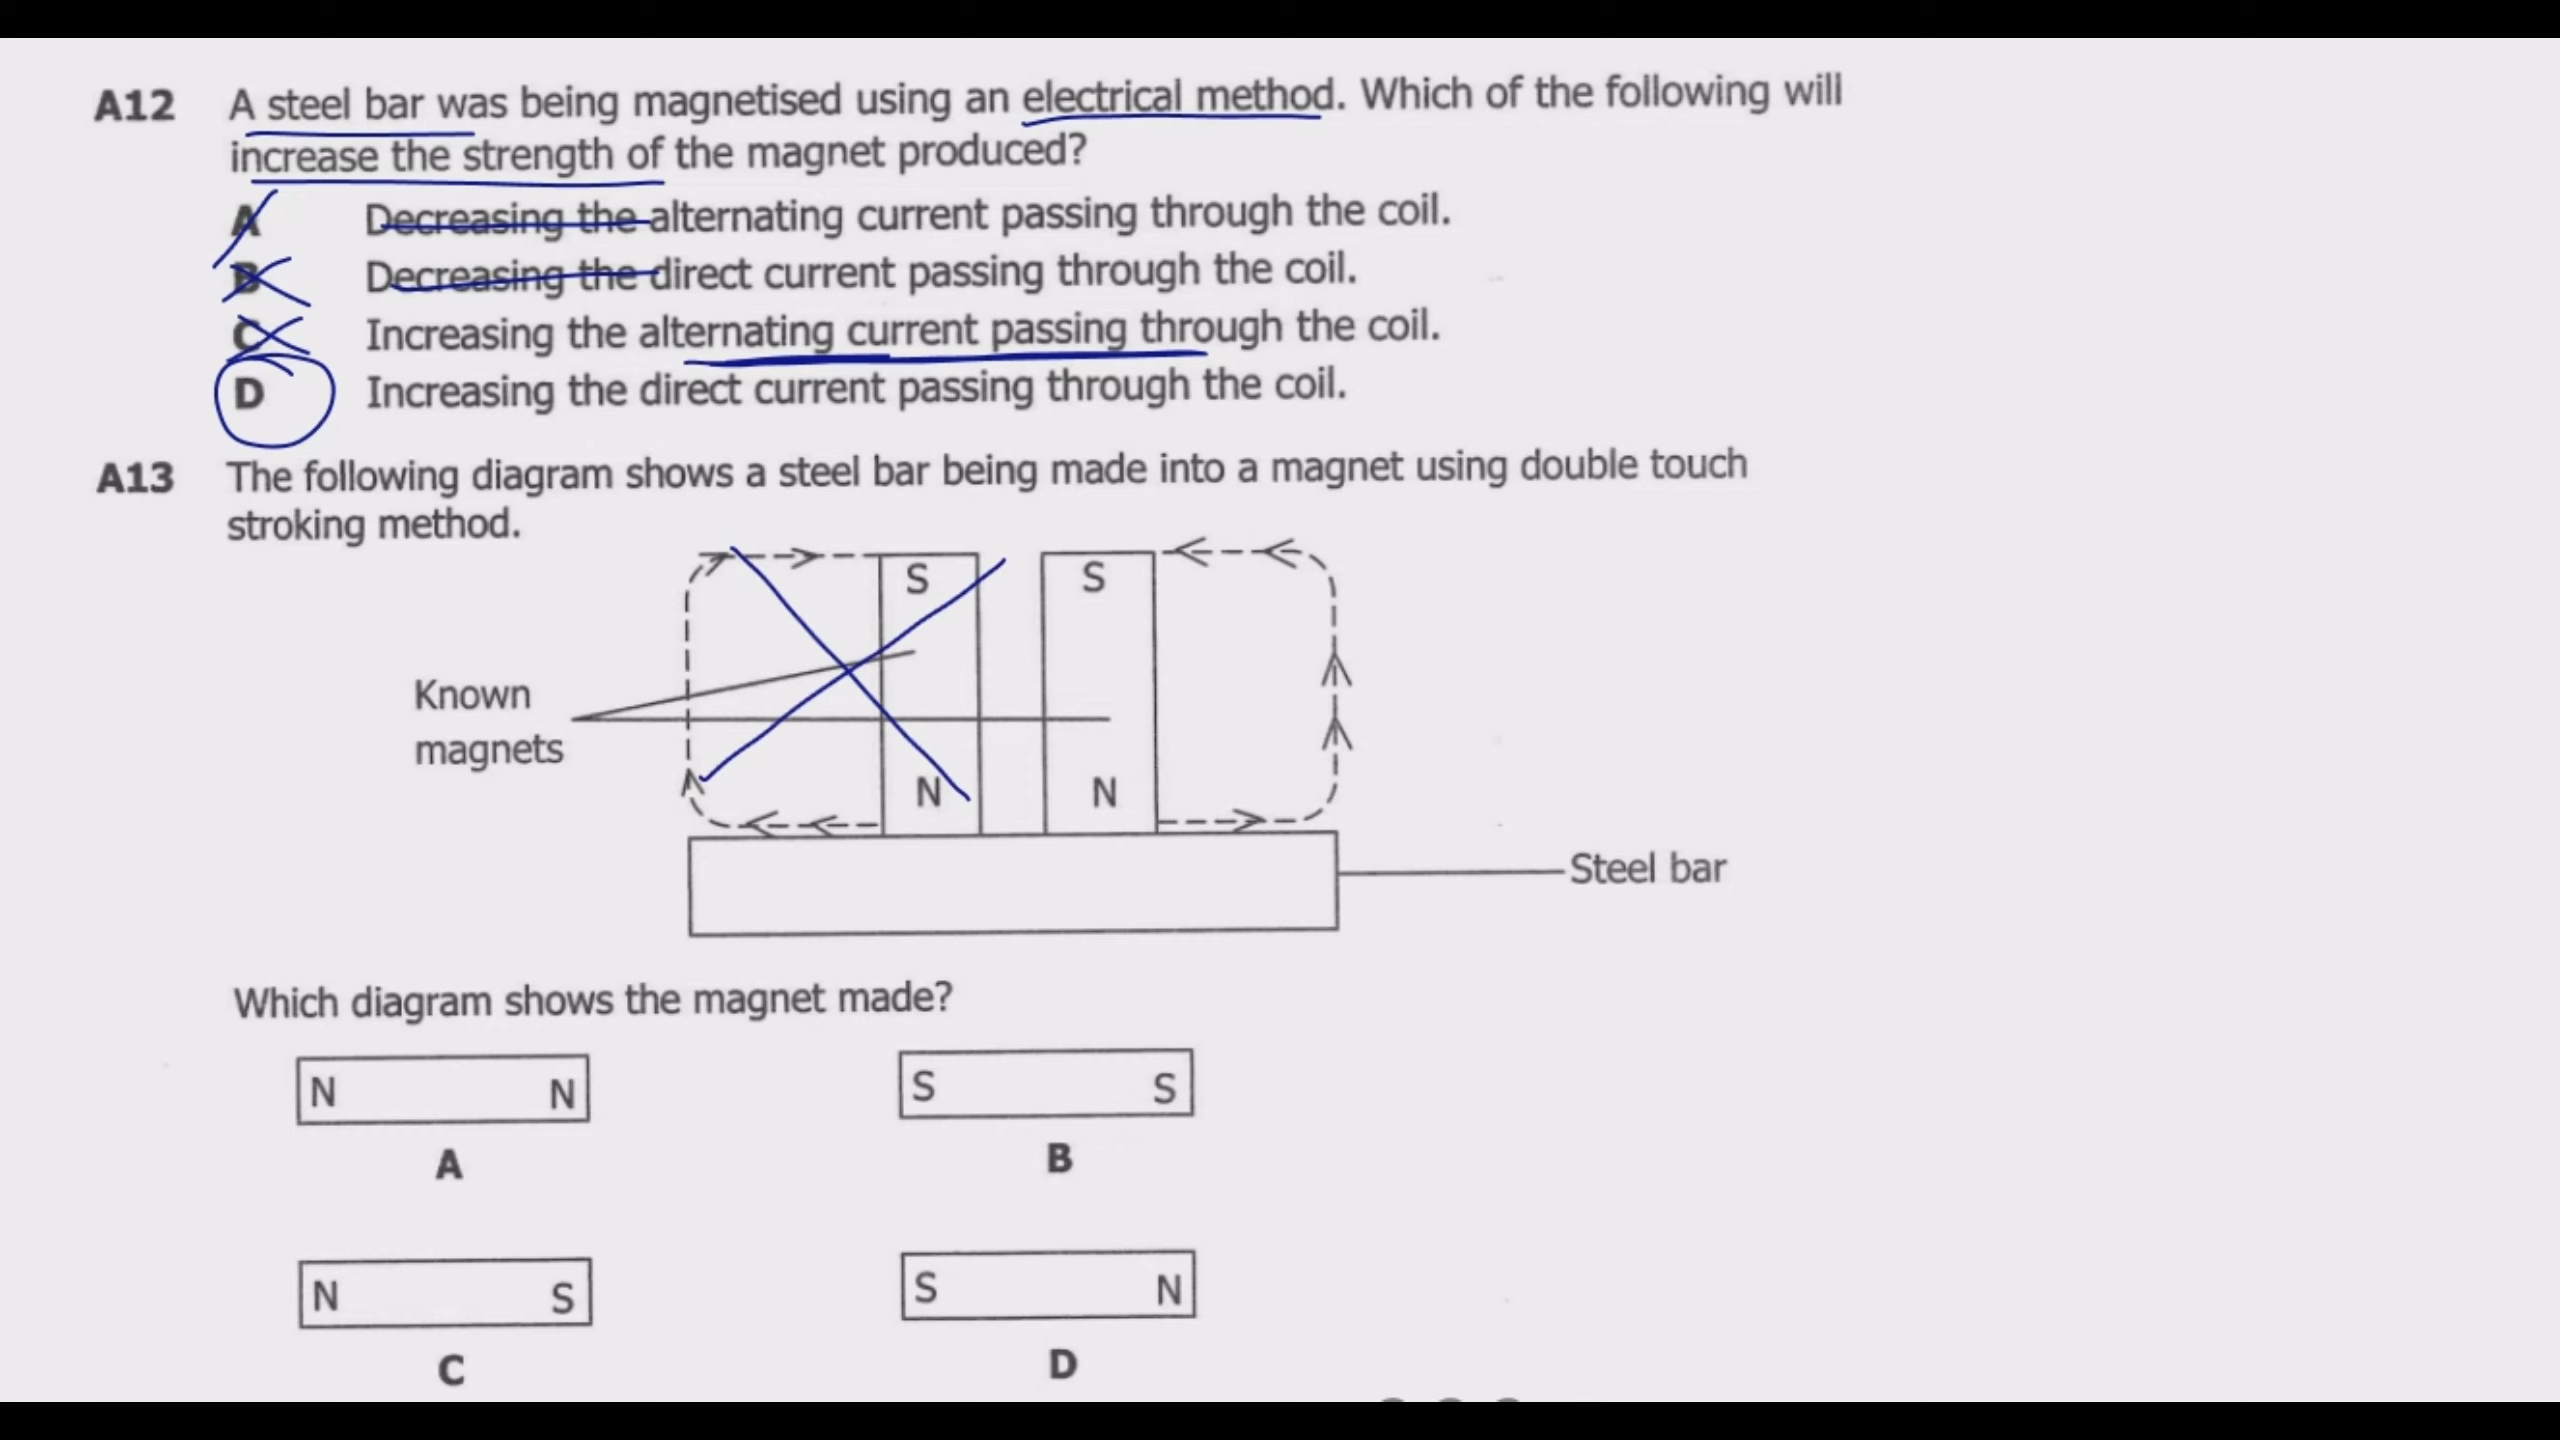 A12 A steel bar was being magnetised using an electrical method. Which of the following will
increase the strength of the magnet produced?
A Decreasing the alternating current passing through the coil.
B Decreasing the direct current passing through the coil.
C Increasing the alternating current passing through the coil.
D Increasing the direct current passing through the coil.
A13 The following diagram shows a steel bar being made into a magnet using double touch
stroking method.
S S
Known
magnets
N N
Steel bar
Which diagram shows the magnet made?
N N S S
A B
N S S N
C D